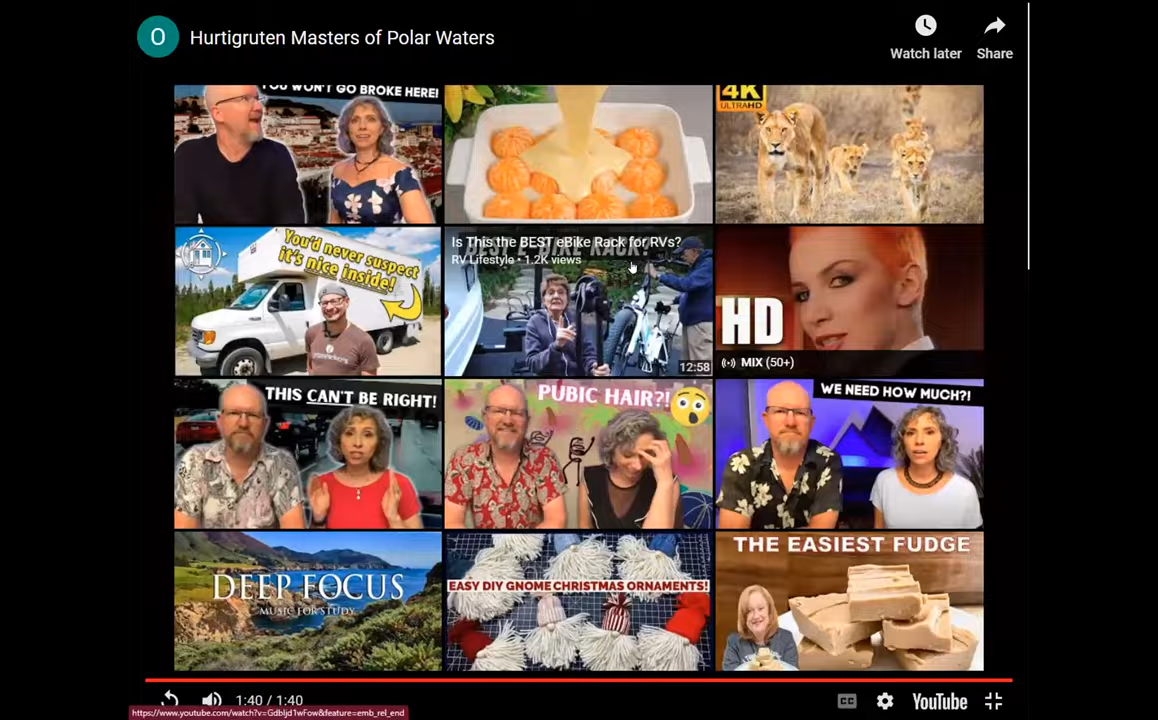 O
Hurtigruten Masters of Polar Waters
Watch later
Share
YOU WON'T GO BROKE HERE!
4K
ULTRAHD
You'd never suspect
it's nice inside!
Is This the BEST eBike Rack for RVs?
RV Lifestyle • 1.2K views
12:58
HD
MIX (50+)
THIS CAN'T BE RIGHT!
PUBIC HAIR?!
WE NEED HOW MUCH?!
DEEP FOCUS
MUSIC FOR STUDY
EASY DIY GNOME CHRISTMAS ORNAMENTS!
THE EASIEST FUDGE
1:40 / 1:40
CC
YouTube
https://www.youtube.com/watch?v=Gdbljd1wFow&feature=emb_rel_end